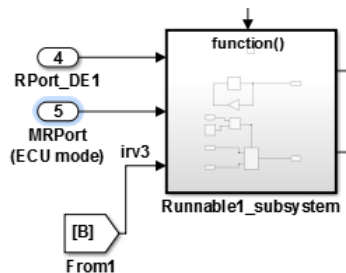 function()
4
RPort_DE1
5
MRPort
(ECU mode)
irv3
Runnable1_subsystem
[B]
From1